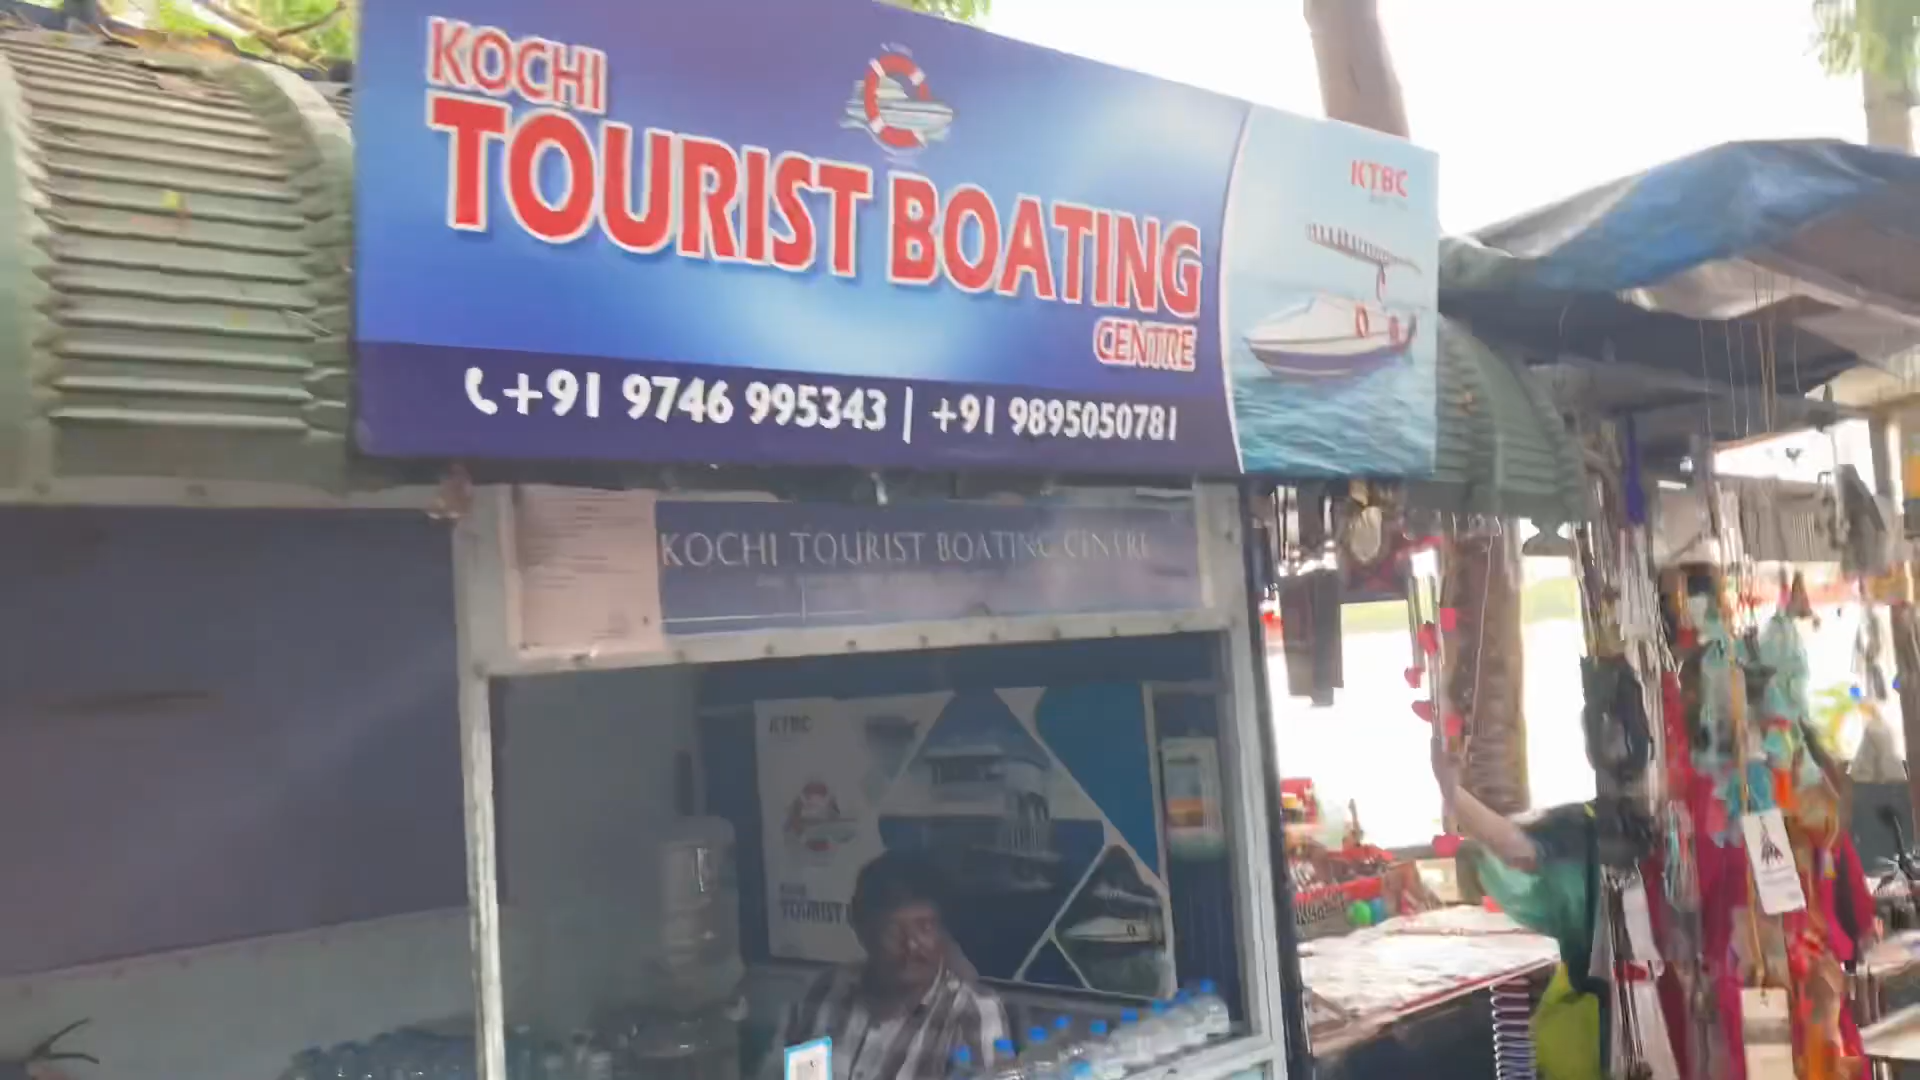 KOCHI
TOURIST BOATING
CENTRE
KTBC
+91 9746 995343 | +91 9895050781
KOCHI TOURIST BOATING CENTRE
KTBC
TOURIST